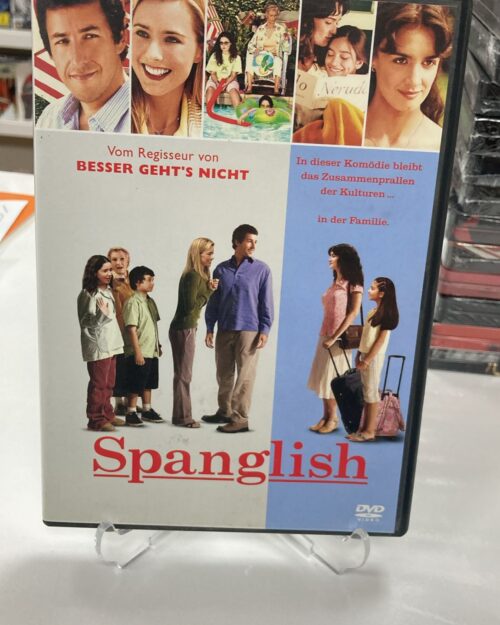 lo Neruda
Vom Regisseur von
BESSER GEHT'S NICHT
In dieser Komödie bleibt
das Zusammenprallen
der Kulturen ...
in der Familie.
Spanglish
DVD
VIDEO